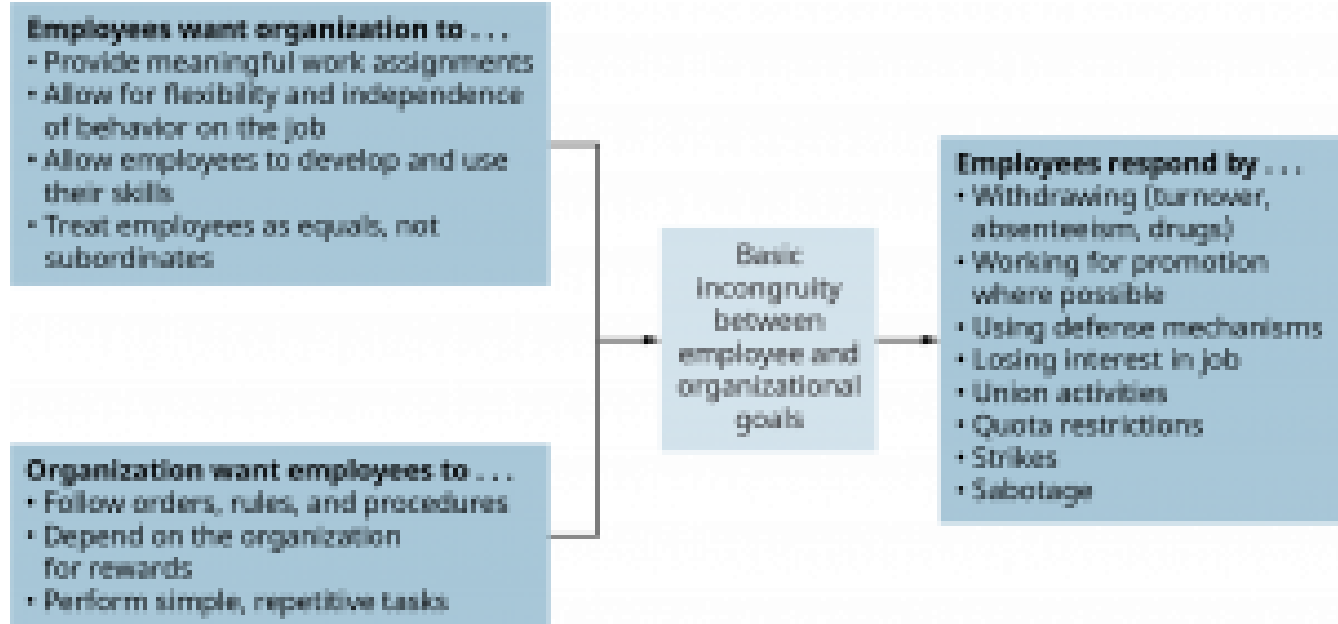 Employees want organization to . . .
• Provide meaningful work assignments
• Allow for flexibility and independence
of behavior on the job
• Allow employees to develop and use
their skills
• Treat employees as equals, not
subordinates
Organization want employees to . . .
• Follow orders, rules, and procedures
• Depend on the organization
for rewards
• Perform simple, repetitive tasks
Basic
incongruity
between
employee and
organizational
goals
Employees respond by . . .
• Withdrawing (turnover,
absenteeism, drugs)
• Working for promotion
where possible
• Using defense mechanisms
• Losing interest in job
• Union activities
• Quota restrictions
• Strikes
• Sabotage